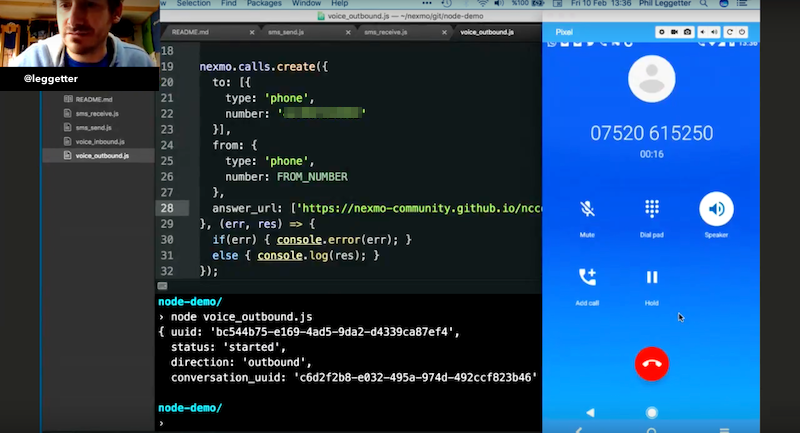 Selection Find Packages Window Help
%100
Fri 10 Feb 13:36 Phil Leggetter
voice_outbound.js — ~/nexmo/git/node-demo
README.md sms_send.js sms_receive.js voice_outbound.js
@leggetter
README.md
sms_receive.js
sms_send.js
voice_inbound.js
voice_outbound.js
18
19 nexmo.calls.create({
20 to: [{
21 type: 'phone',
22 number: '
23 }],
24 from: {
25 type: 'phone',
26 number: FROM_NUMBER
27 },
28 answer_url: ['https://nexmo-community.github.io/ncco
29 }, (err, res) => {
30 if(err) { console.error(err); }
31 else { console.log(res); }
32 });
node-demo/
› node voice_outbound.js
{ uuid: 'bc544b75-e169-4ad5-9da2-d4339ca87ef4',
status: 'started',
direction: 'outbound',
conversation_uuid: 'c6d2f2b8-e032-495a-974d-492ccf823b46'
node-demo/
›
Pixel
13:36
07520 615250
00:16
Mute Dial pad Speaker
Add call Hold